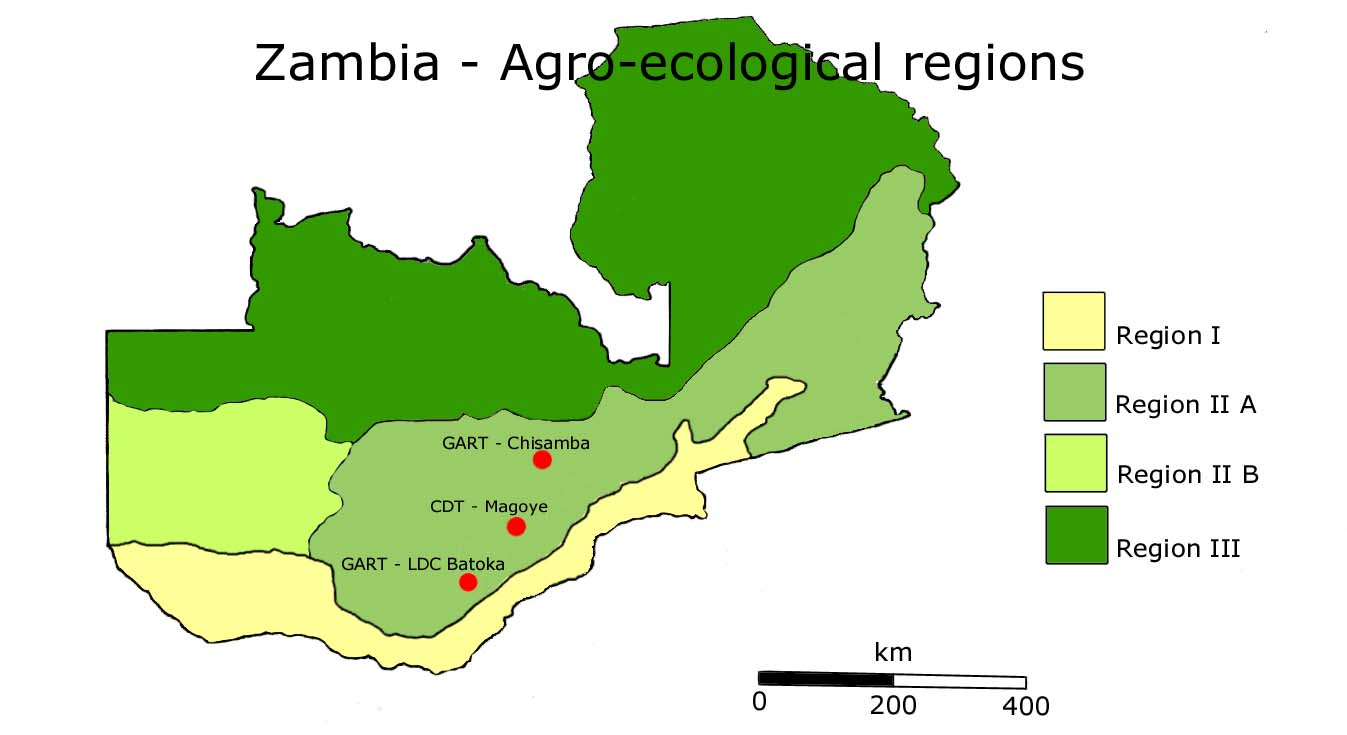 Zambia - Agro-ecological regions
Region I
Region II A
GART - Chisamba
Region II B
CDT - Magoye
Region III
GART - LDC Batoka
km
0 200 400